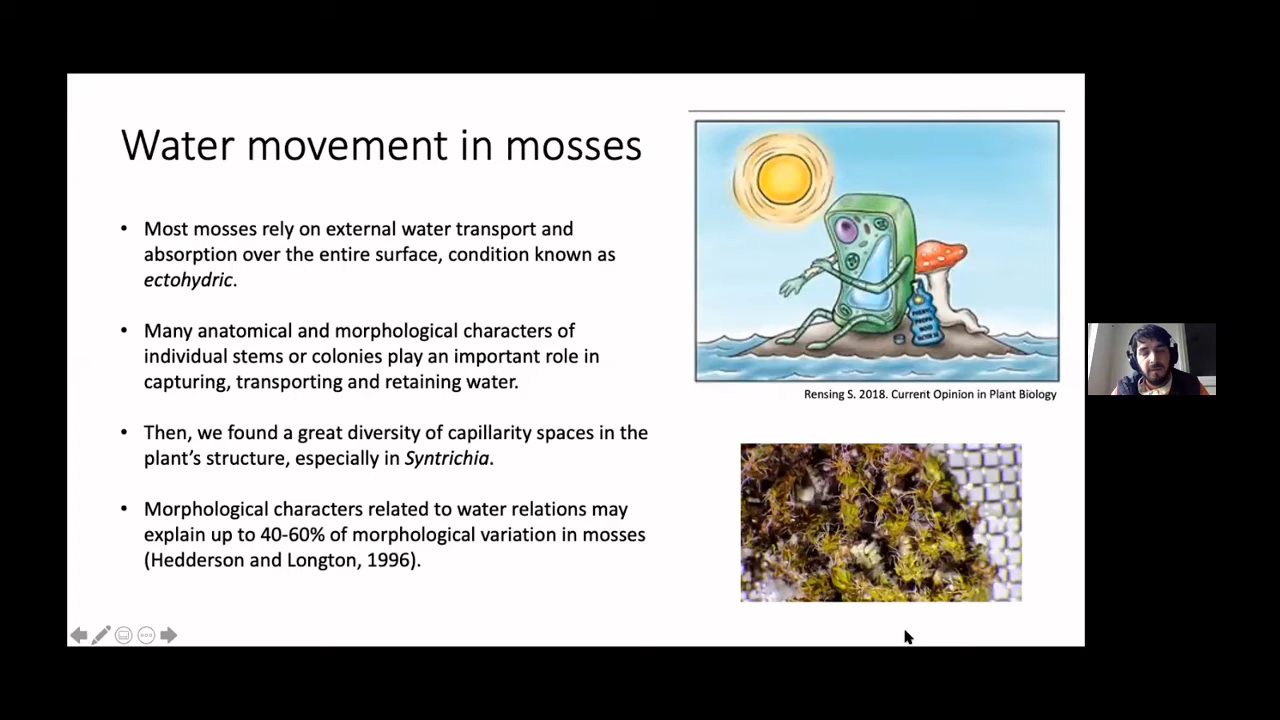 Water movement in mosses
• Most mosses rely on external water transport and
absorption over the entire surface, condition known as
ectohydric.
• Many anatomical and morphological characters of
individual stems or colonies play an important role in
capturing, transporting and retaining water.
• Then, we found a great diversity of capillarity spaces in the
plant's structure, especially in Syntrichia.
• Morphological characters related to water relations may
explain up to 40-60% of morphological variation in mosses
(Hedderson and Longton, 1996).
Rensing S. 2018. Current Opinion in Plant Biology